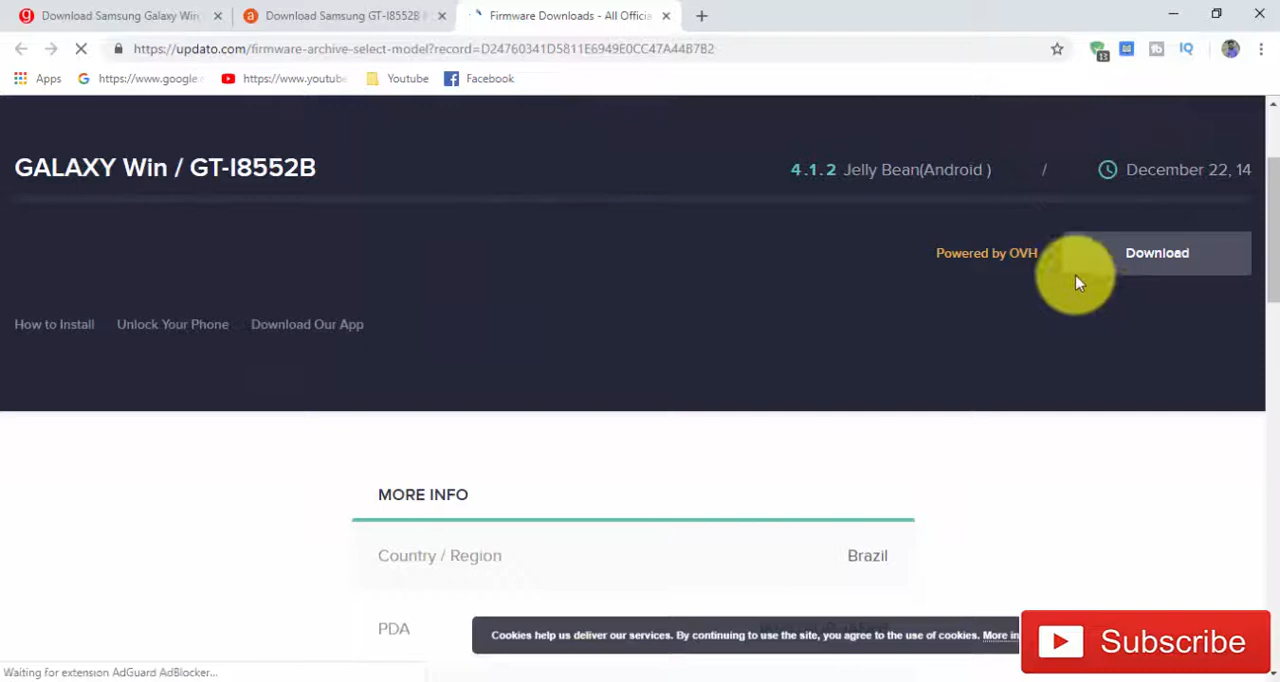 Download Samsung Galaxy Win
Download Samsung GT-I8552B
Firmware Downloads - All Officia
https://updato.com/firmware-archive-select-model?record=D24760341D5811E6949E0CC47A44B7B2
13
IQ
Apps
https://www.google.
https://www.youtube
Youtube
Facebook
GALAXY Win / GT-I8552B
4.1.2 Jelly Bean(Android ) / December 22, 14
Powered by OVH
Download
How to Install
Unlock Your Phone
Download Our App
MORE INFO
Country / Region
Brazil
PDA
Cookies help us deliver our services. By continuing to use the site, you agree to the use of cookies. More in
Subscribe
Waiting for extension AdGuard AdBlocker...